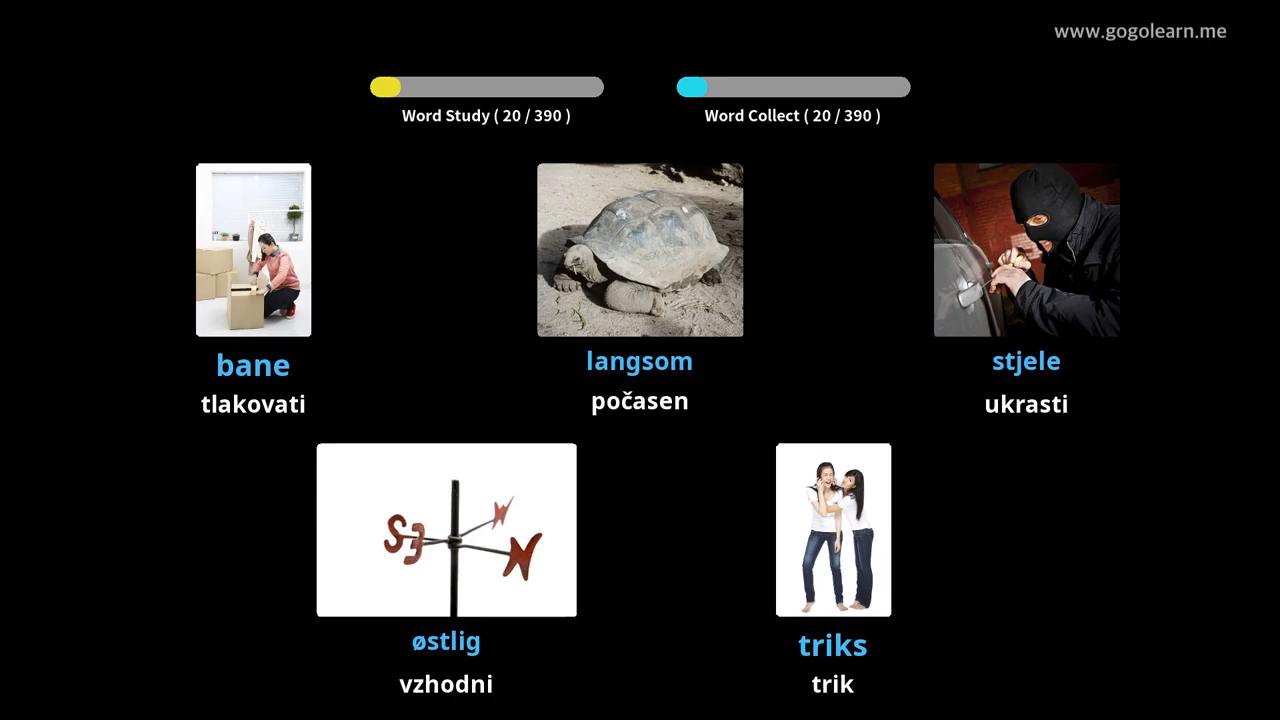 www.gogolearn.me
Word Study ( 20 / 390 )
Word Collect ( 20 / 390 )
bane
tlakovati
langsom
počasen
stjele
ukrasti
S E N
østlig
vzhodni
triks
trik